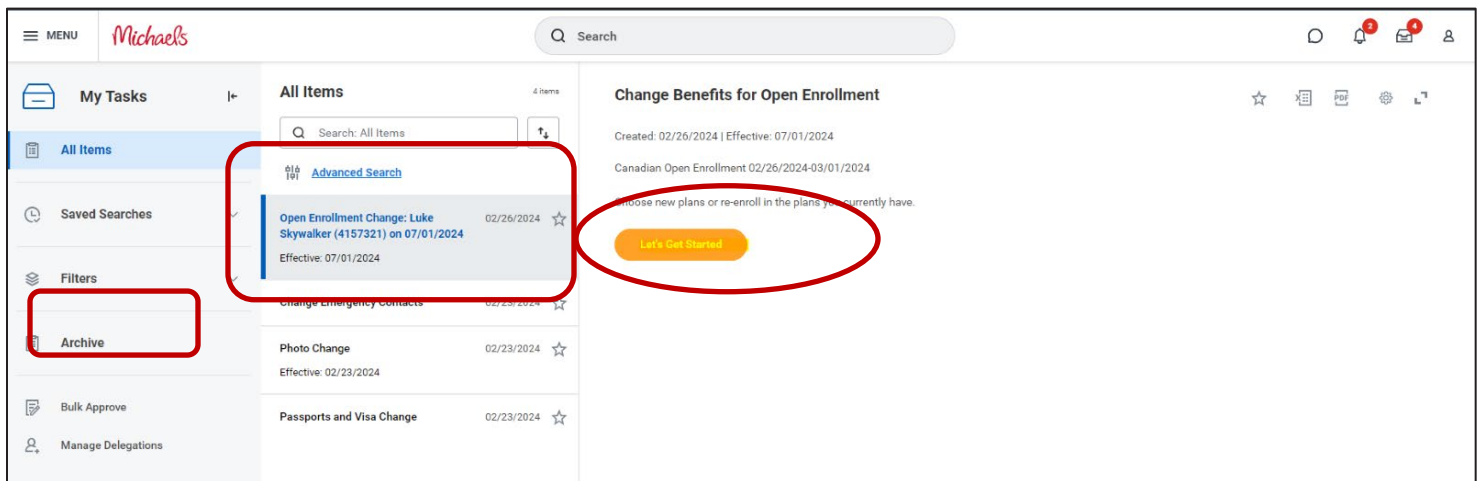 MENU
Michaels
Search
2
4
My Tasks
All Items
Saved Searches
Filters
Archive
Bulk Approve
Manage Delegations
All Items
4 items
Search: All Items
Advanced Search
Open Enrollment Change: Luke 02/26/2024
Skywalker (4157321) on 07/01/2024
Effective: 07/01/2024
Change Emergency Contacts 02/23/2024
Photo Change 02/23/2024
Effective: 02/23/2024
Passports and Visa Change 02/23/2024
Change Benefits for Open Enrollment
PDF
Created: 02/26/2024 | Effective: 07/01/2024
Canadian Open Enrollment 02/26/2024-03/01/2024
Choose new plans or re-enroll in the plans you currently have.
Let's Get Started